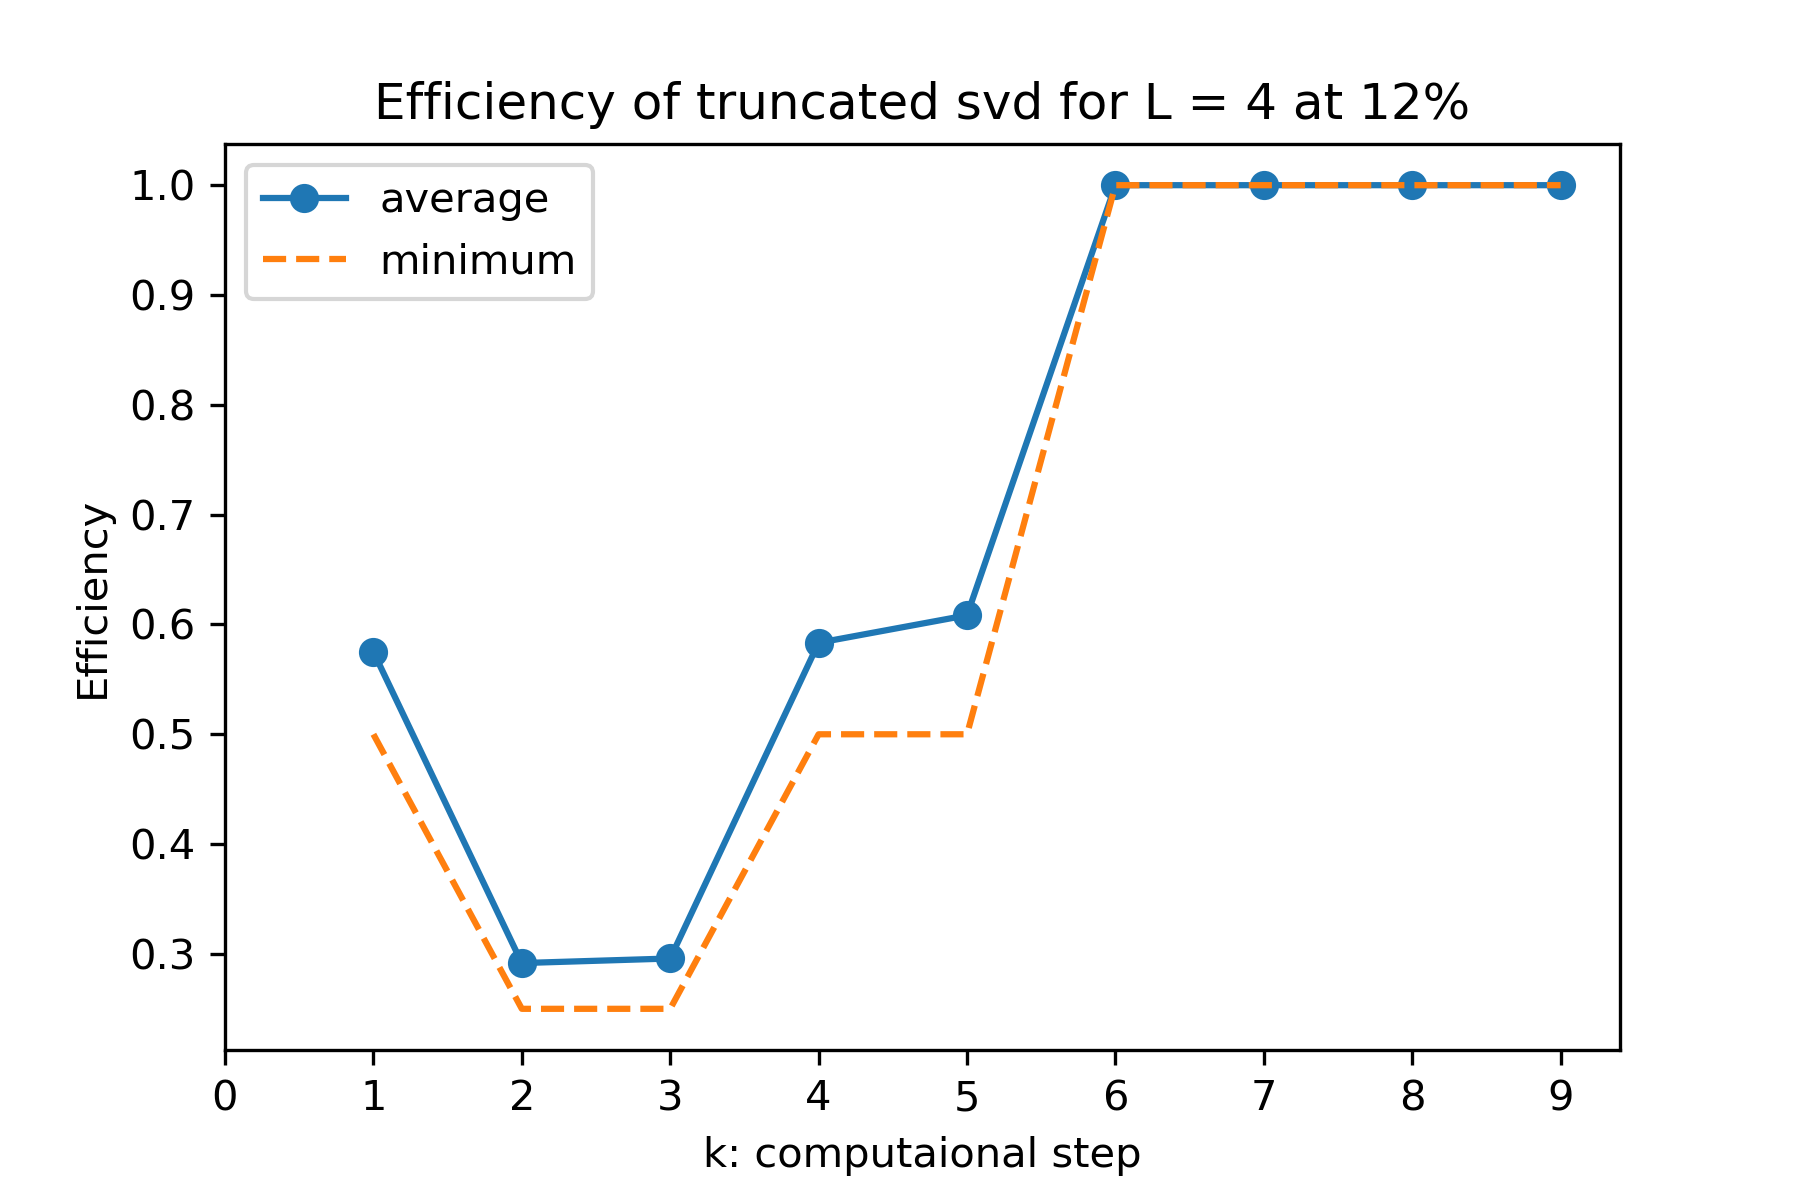 Efficiency of truncated svd for L = 4 at 12%
average
minimum
1.0
0.9
0.8
0.7
0.6
0.5
0.4
0.3
Efficiency
0 1 2 3 4 5 6 7 8 9
k: computaional step